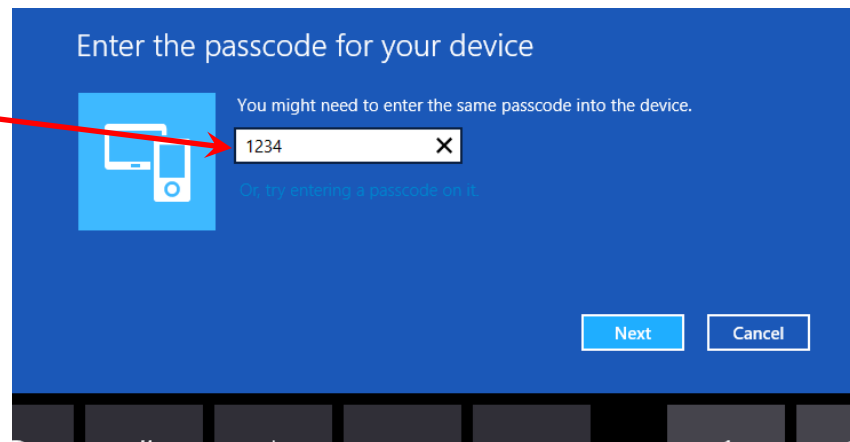 Enter the passcode for your device
You might need to enter the same passcode into the device.
1234
Or, try entering a passcode on it.
Next Cancel